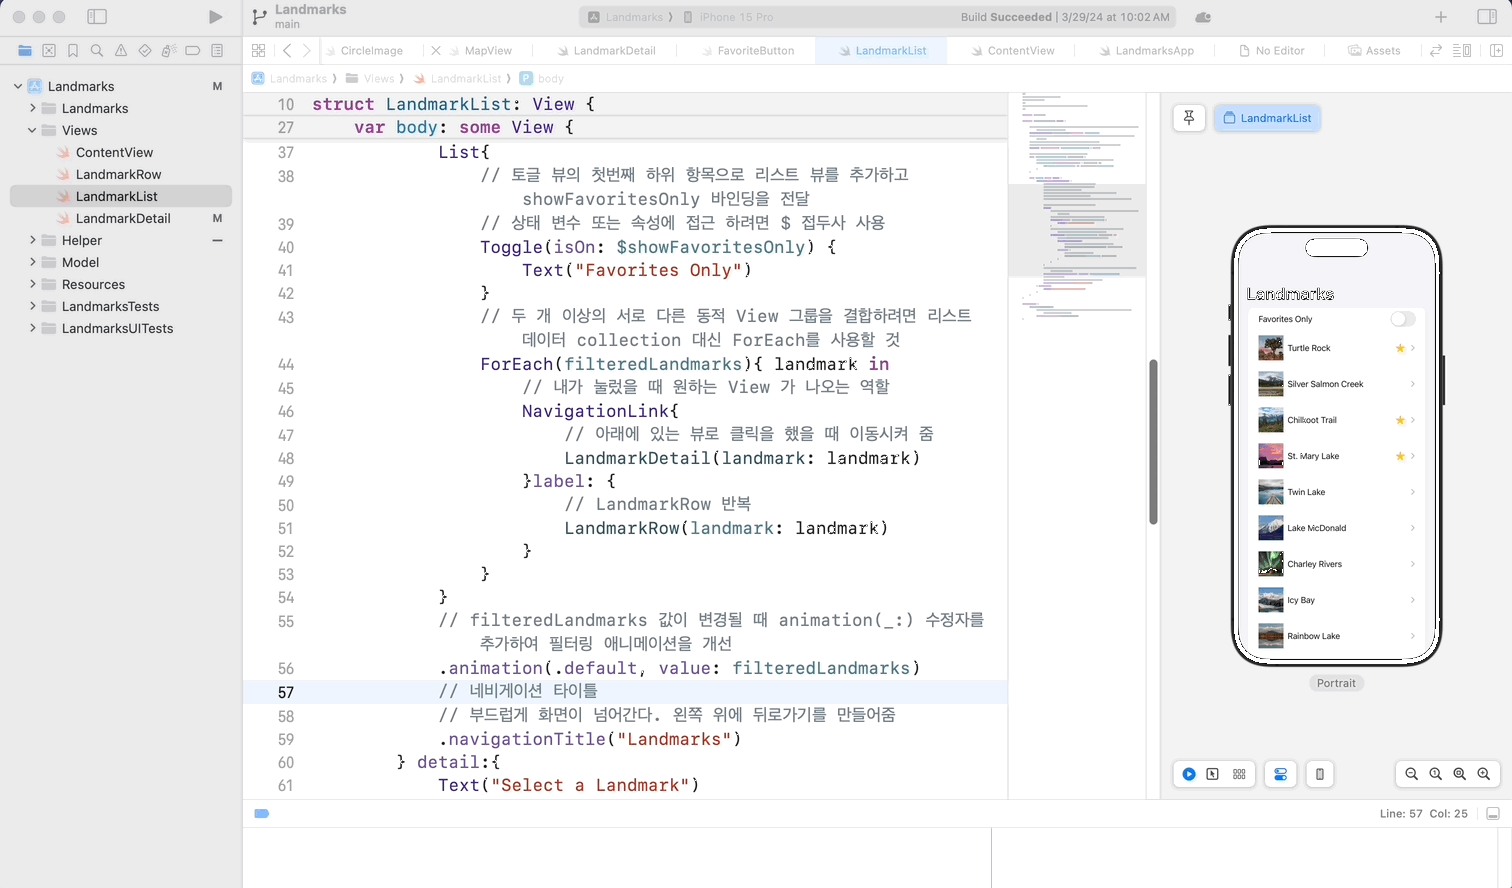 Landmarks
main
Landmarks 〉 iPhone 15 Pro
Build Succeeded | 3/29/24 at 10:02 AM
CircleImage
MapView
LandmarkDetail
FavoriteButton
LandmarkList
ContentView
LandmarksApp
No Editor
Assets
Landmarks 〉 Views 〉 LandmarkList 〉 P body
Landmarks M
Landmarks
Views
ContentView
LandmarkRow
LandmarkList
LandmarkDetail M
Helper
Model
Resources
LandmarksTests
LandmarksUITests
10 struct LandmarkList: View {
27 var body: some View {
37 List{
38 // 토글 뷰의 첫번째 하위 항목으로 리스트 뷰를 추가하고
showFavoritesOnly 바인딩을 전달
39 // 상태 변수 또는 속성에 접근 하려면 $ 접두사 사용
40 Toggle(isOn: $showFavoritesOnly) {
41 Text("Favorites Only")
42 }
43 // 두 개 이상의 서로 다른 동적 View 그룹을 결합하려면 리스트
데이터 collection 대신 ForEach를 사용할 것
44 ForEach(filteredLandmarks){ landmark in
45 // 내가 눌렀을 때 원하는 View 가 나오는 역할
46 NavigationLink{
47 // 아래에 있는 뷰로 클릭을 했을 때 이동시켜 줌
48 LandmarkDetail(landmark: landmark)
49 }label: {
50 // LandmarkRow 반복
51 LandmarkRow(landmark: landmark)
52 }
53 }
54 }
55 // filteredLandmarks 값이 변경될 때 animation(_:) 수정자를
추가하여 필터링 애니메이션을 개선
56 .animation(.default, value: filteredLandmarks)
57 // 네비게이션 타이틀
58 // 부드럽게 화면이 넘어간다. 왼쪽 위에 뒤로가기를 만들어줌
59 .navigationTitle("Landmarks")
60 } detail:{
61 Text("Select a Landmark")
LandmarkList
Landmarks
Favorites Only
Turtle Rock
Silver Salmon Creek
Chilkoot Trail
St. Mary Lake
Twin Lake
Lake McDonald
Charley Rivers
Icy Bay
Rainbow Lake
Portrait
Line: 57 Col: 25